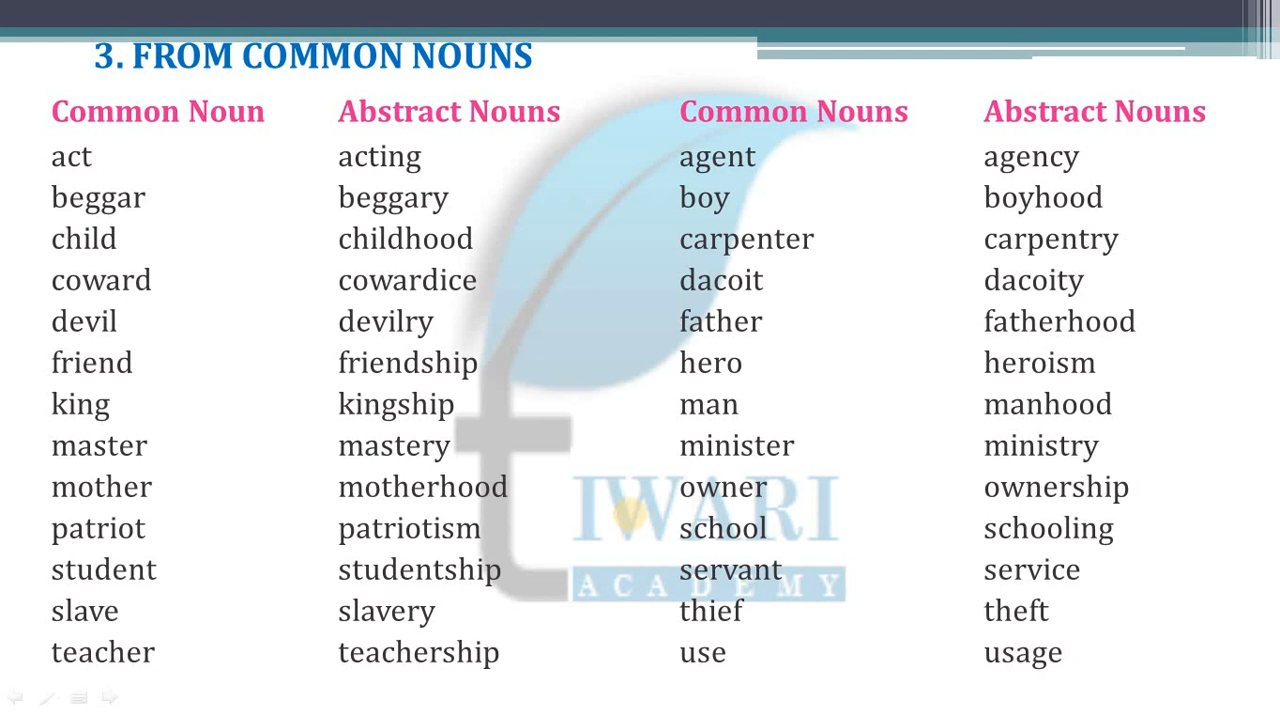 3. FROM COMMON NOUNS
Common Noun Abstract Nouns Common Nouns Abstract Nouns
act acting agent agency
beggar beggary boy boyhood
child childhood carpenter carpentry
coward cowardice dacoit dacoity
devil devilry father fatherhood
friend friendship hero heroism
king kingship man manhood
master mastery minister ministry
mother motherhood owner ownership
patriot patriotism school schooling
student studentship servant service
slave slavery thief theft
teacher teachership use usage
tIWARI
ACADEMY